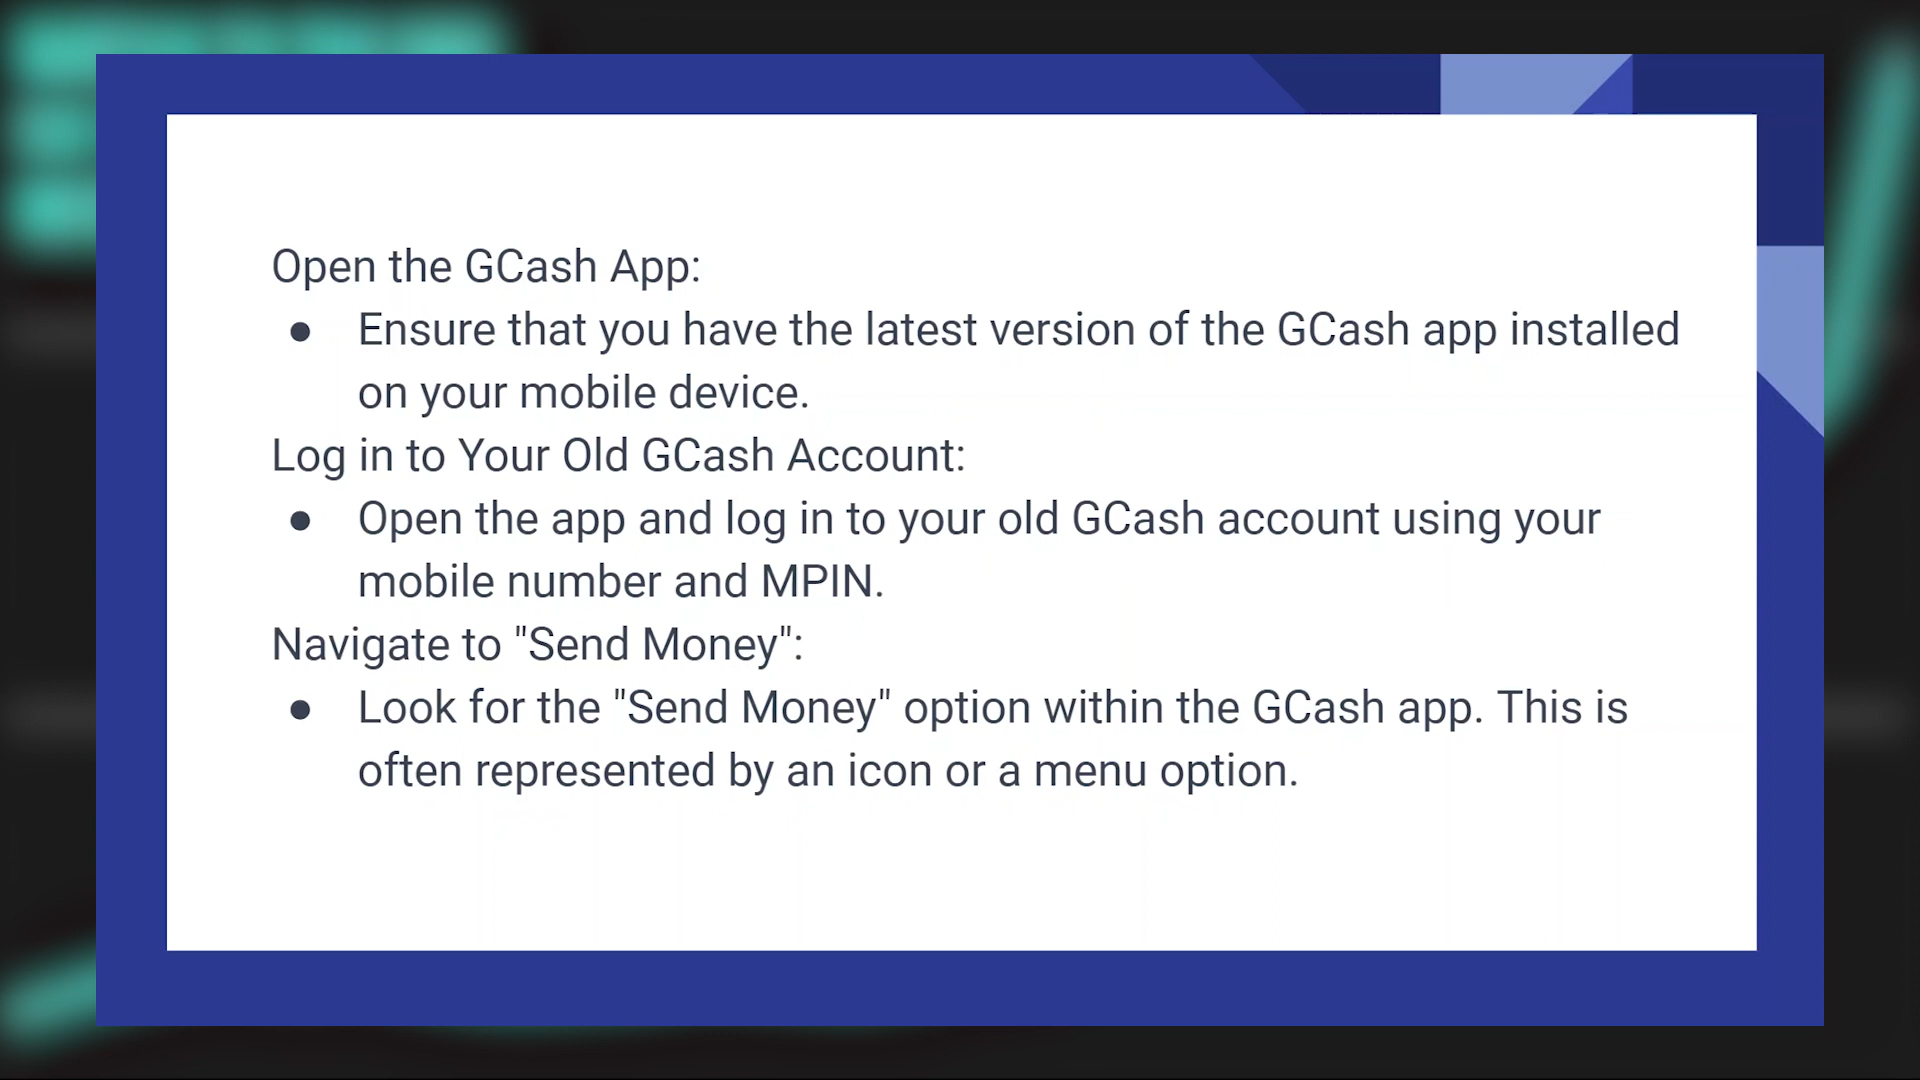 Open the GCash App:
● Ensure that you have the latest version of the GCash app installed
on your mobile device.
Log in to Your Old GCash Account:
● Open the app and log in to your old GCash account using your
mobile number and MPIN.
Navigate to "Send Money":
● Look for the "Send Money" option within the GCash app. This is
often represented by an icon or a menu option.